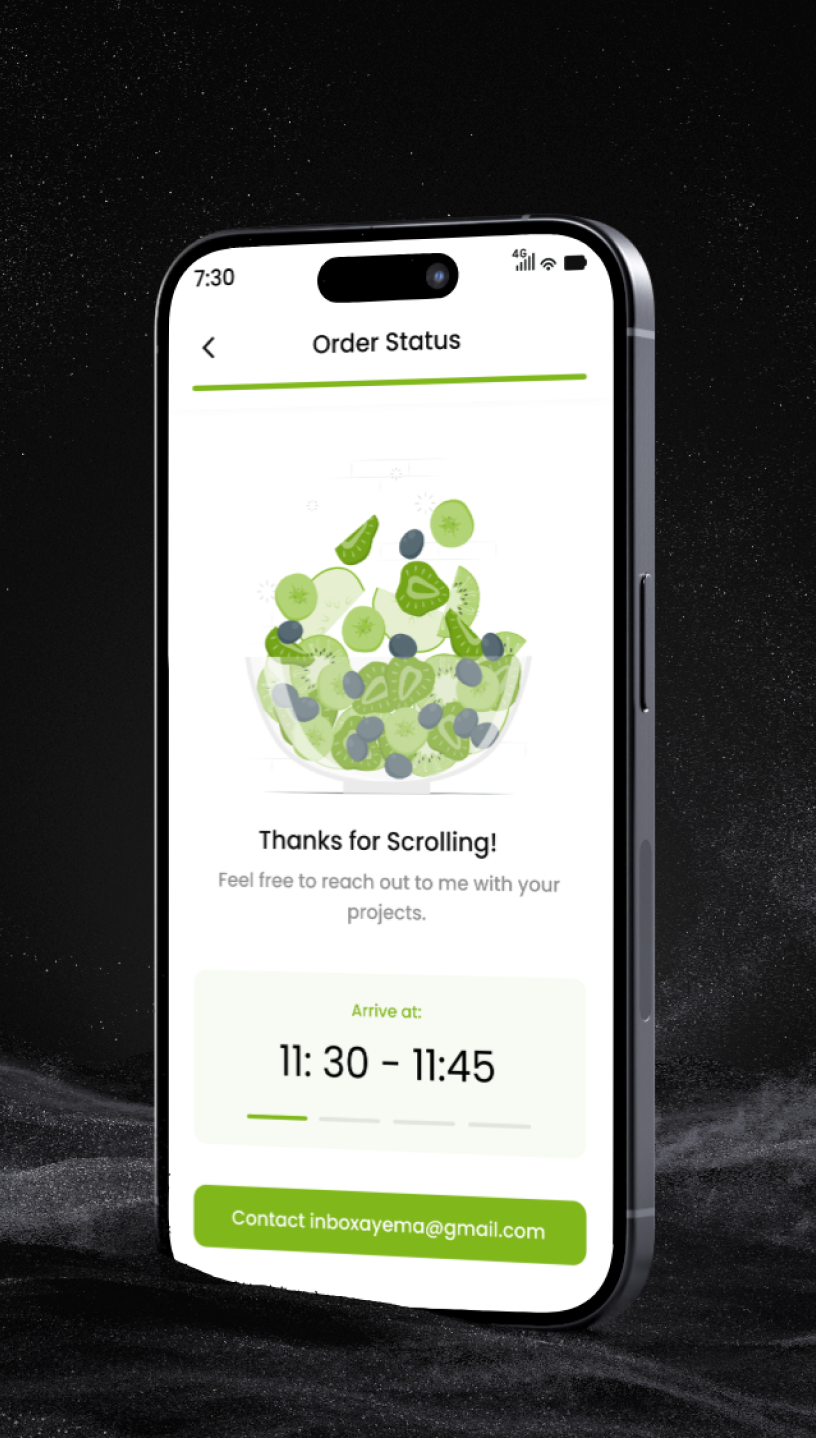 7:30
4G
Order Status
Thanks for Scrolling!
Feel free to reach out to me with your
projects.
Arrive at:
11: 30 - 11:45
Contact inboxayema@gmail.com